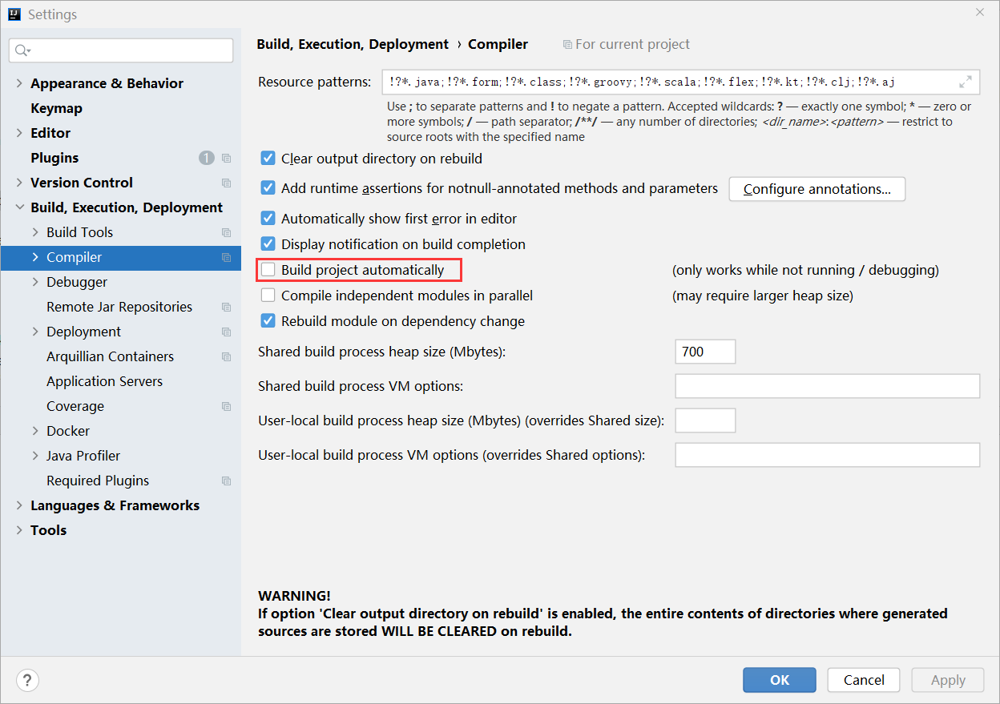 Settings
Appearance & Behavior
Keymap
Editor
Plugins 1
Version Control
Build, Execution, Deployment
Build Tools
Compiler
Debugger
Remote Jar Repositories
Deployment
Arquillian Containers
Application Servers
Coverage
Docker
Java Profiler
Required Plugins
Languages & Frameworks
Tools
Build, Execution, Deployment › Compiler For current project
Resource patterns: !?*.java;!?*.form;!?*.class;!?*.groovy;!?*.scala;!?*.flex;!?*.kt;!?*.clj;!?*.aj
Use ; to separate patterns and ! to negate a pattern. Accepted wildcards: ? — exactly one symbol; * — zero or
more symbols; / — path separator; /**/ — any number of directories; <dir_name>:<pattern> — restrict to
source roots with the specified name
Clear output directory on rebuild
Add runtime assertions for notnull-annotated methods and parameters Configure annotations...
Automatically show first error in editor
Display notification on build completion
Build project automatically (only works while not running / debugging)
Compile independent modules in parallel (may require larger heap size)
Rebuild module on dependency change
Shared build process heap size (Mbytes): 700
Shared build process VM options:
User-local build process heap size (Mbytes) (overrides Shared size):
User-local build process VM options (overrides Shared options):
WARNING!
If option 'Clear output directory on rebuild' is enabled, the entire contents of directories where generated
sources are stored WILL BE CLEARED on rebuild.
? OK Cancel Apply